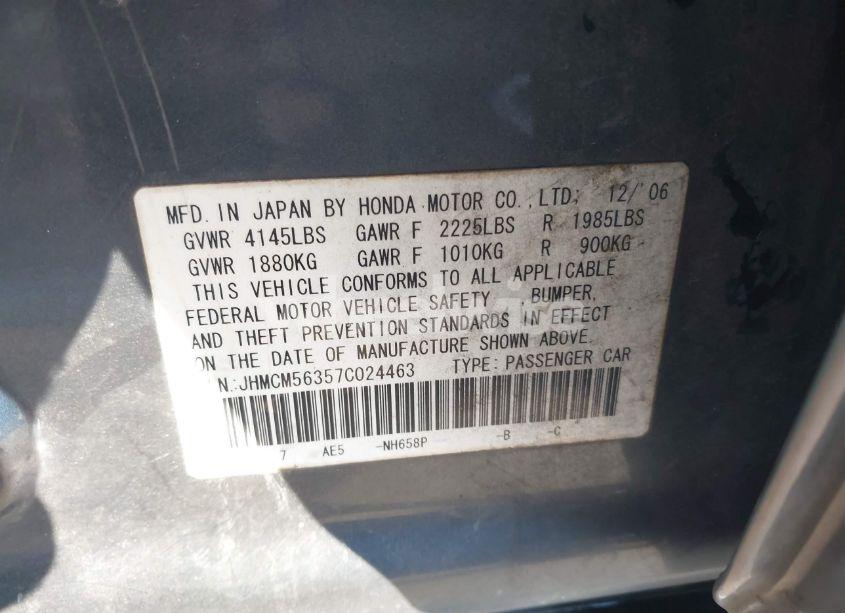 MFD. IN JAPAN BY HONDA MOTOR CO.,LTD; 12/'06
GVWR 4145LBS GAWR F 2225LBS R 1985LBS
GVWR 1880KG GAWR F 1010KG R 900KG
THIS VEHICLE CONFORMS TO ALL APPLICABLE
FEDERAL MOTOR VEHICLE SAFETY ,BUMPER,
AND THEFT PREVENTION STANDARDS IN EFFECT
ON THE DATE OF MANUFACTURE SHOWN ABOVE.
N:JHMCM56357C024463 TYPE:PASSENGER CAR
7 AE5 -NH658P -B -C